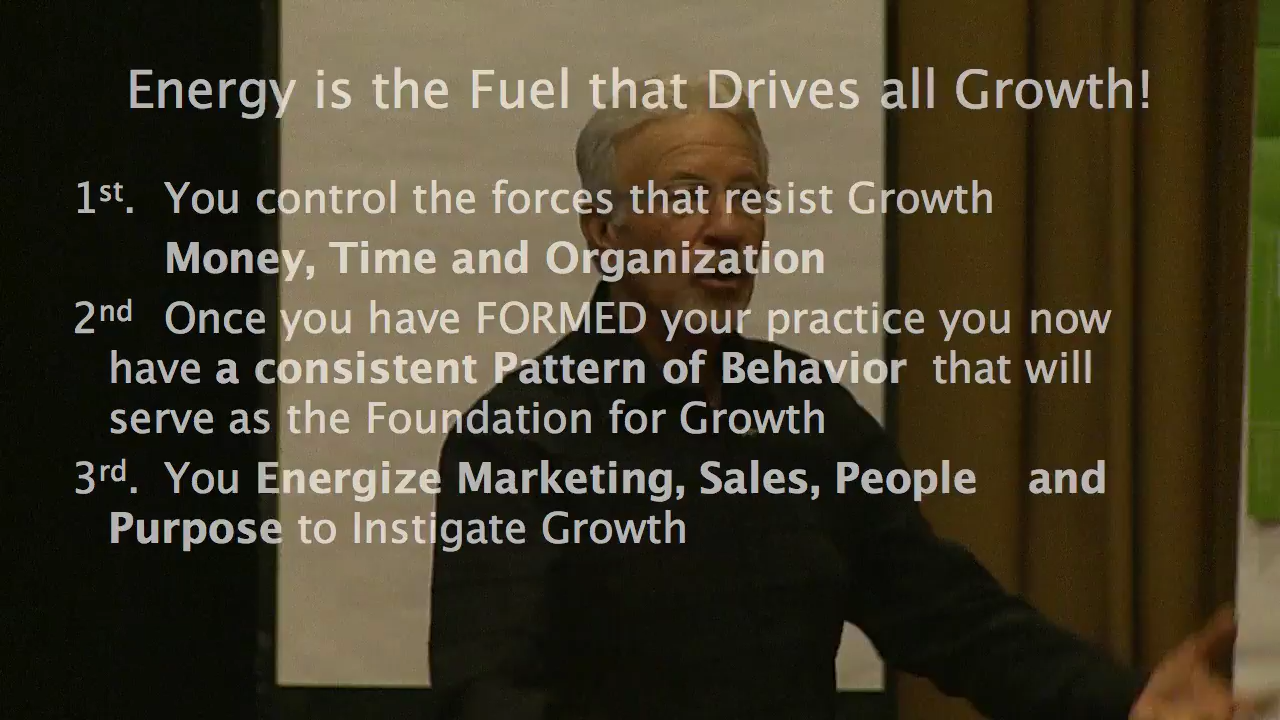 Energy is the Fuel that Drives all Growth!
1st. You control the forces that resist Growth
Money, Time and Organization
2nd Once you have FORMED your practice you now
have a consistent Pattern of Behavior that will
serve as the Foundation for Growth
3rd. You Energize Marketing, Sales, People and
Purpose to Instigate Growth